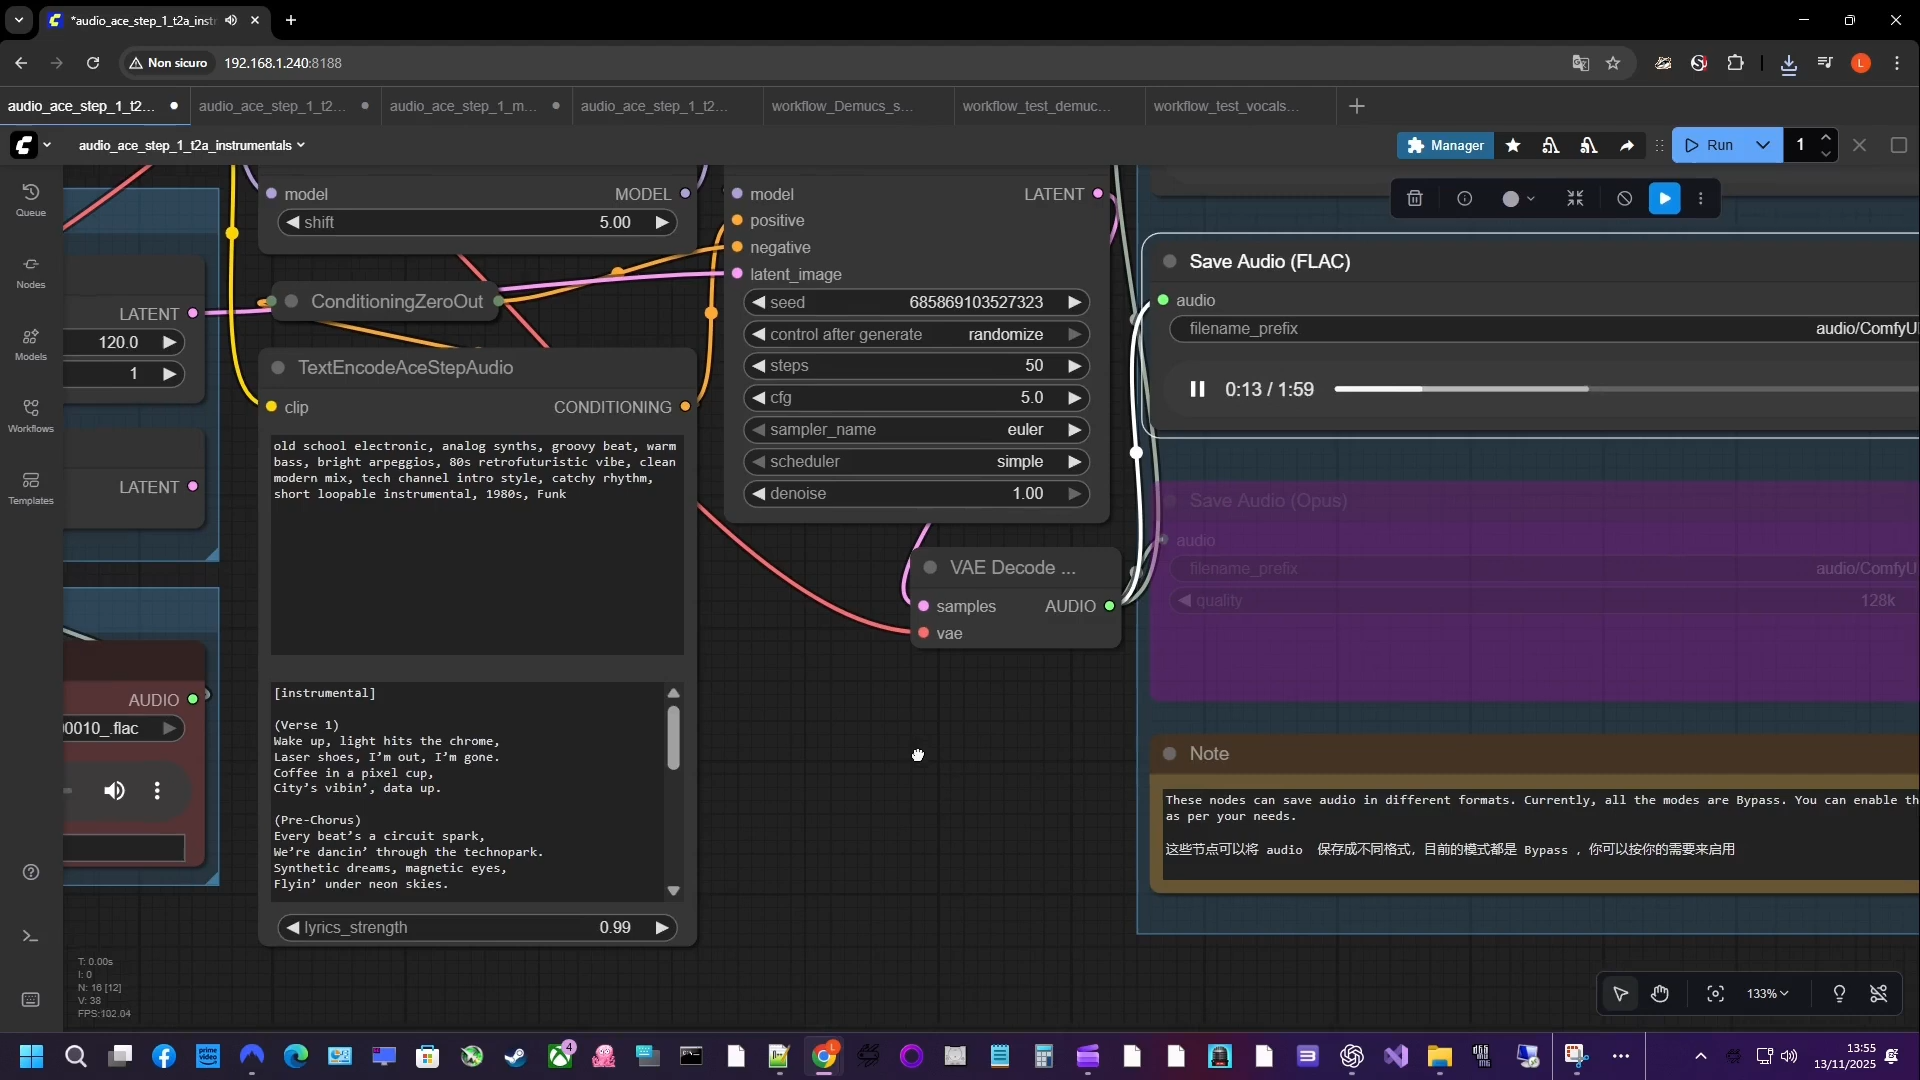 *audio_ace_step_1_t2a_instr
Non sicuro
192.168.1.240:8188
L
audio_ace_step_1_t2...
audio_ace_step_1_t2...
audio_ace_step_1_m...
audio_ace_step_1_t2...
workflow_Demucs_s...
workflow_test_demuc...
workflow_test_vocals...
audio_ace_step_1_t2a_instrumentals
Manager
Run
1
Queue
Nodes
Models
Workflows
Templates
model
MODEL
shift
5.00
ConditioningZeroOut
LATENT
120.0
1
LATENT
AUDIO
00010_.flac
TextEncodeAceStepAudio
clip
CONDITIONING
old school electronic, analog synths, groovy beat, warm
bass, bright arpeggios, 80s retrofuturistic vibe, clean
modern mix, tech channel intro style, catchy rhythm,
short loopable instrumental, 1980s, Funk
[instrumental]
(Verse 1)
Wake up, light hits the chrome,
Laser shoes, I’m out, I’m gone.
Coffee in a pixel cup,
City’s vibin’, data up.
(Pre-Chorus)
Every beat’s a circuit spark,
We’re dancin’ through the technopark.
Synthetic dreams, magnetic eyes,
Flyin’ under neon skies.
lyrics_strength
0.99
model
LATENT
positive
negative
latent_image
seed
685869103527323
control after generate
randomize
steps
50
cfg
5.0
sampler_name
euler
scheduler
simple
denoise
1.00
VAE Decode ...
samples
AUDIO
vae
Save Audio (FLAC)
audio
filename_prefix
audio/ComfyUI
0:13 / 1:59
Save Audio (Opus)
audio
filename_prefix
audio/ComfyU
quality
128k
Note
These nodes can save audio in different formats. Currently, all the modes are Bypass. You can enable th
as per your needs.
这些节点可以将 audio 保存成不同格式，目前的模式都是 Bypass ，你可以按你的需要来启用
T: 0.00s
I: 0
N: 16 [12]
V: 38
FPS:102.04
133%
4
L
13:55
13/11/2025